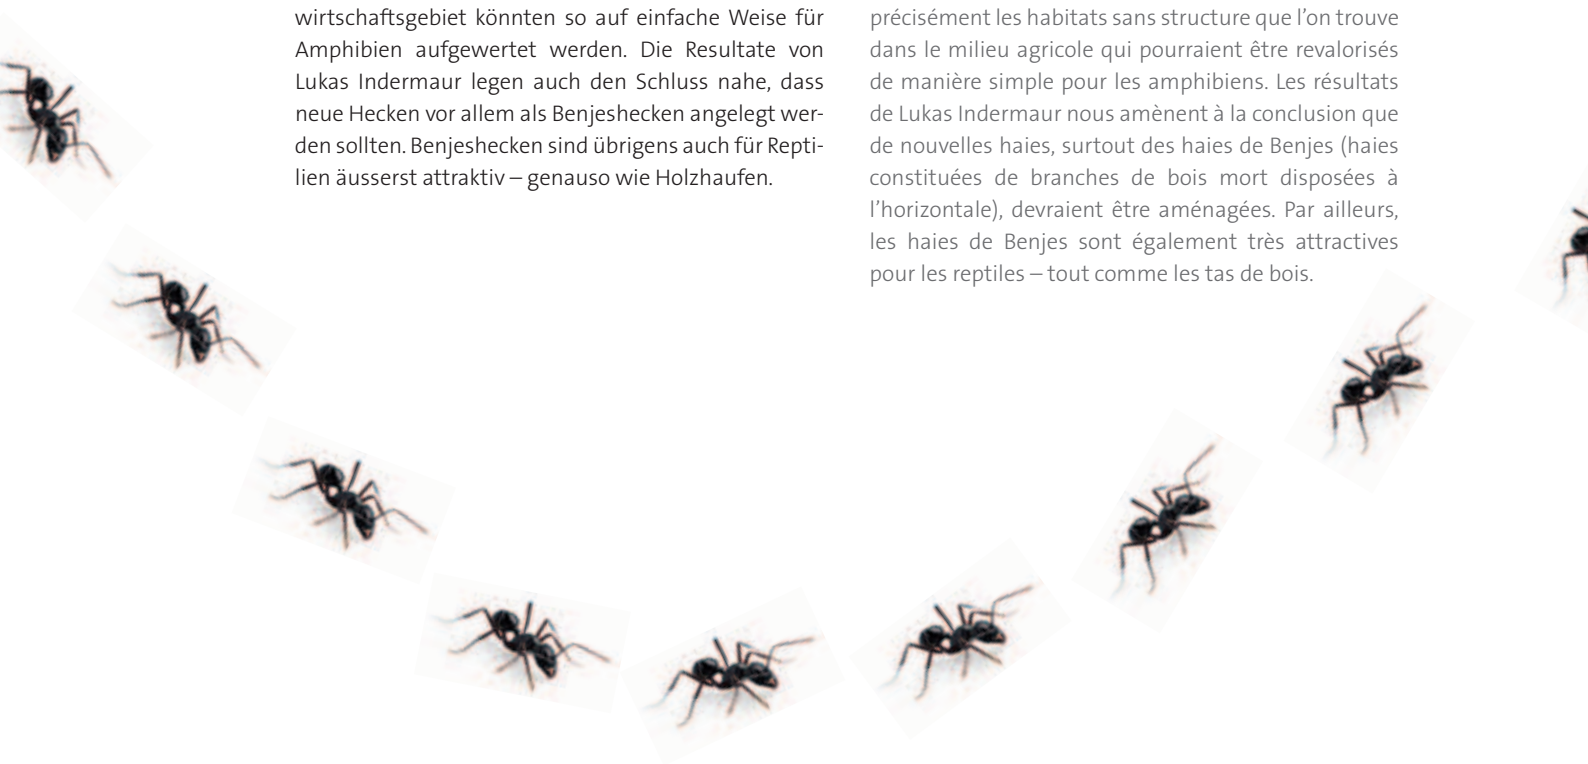 wirtschaftsgebiet könnten so auf einfache Weise für
Amphibien aufgewertet werden. Die Resultate von
Lukas Indermaur legen auch den Schluss nahe, dass
neue Hecken vor allem als Benjeshecken angelegt wer-
den sollten. Benjeshecken sind übrigens auch für Repti-
lien äusserst attraktiv – genauso wie Holzhaufen.
précisément les habitats sans structure que l’on trouve
dans le milieu agricole qui pourraient être revalorisés
de manière simple pour les amphibiens. Les résultats
de Lukas Indermaur nous amènent à la conclusion que
de nouvelles haies, surtout des haies de Benjes (haies
constituées de branches de bois mort disposées à
l’horizontale), devraient être aménagées. Par ailleurs,
les haies de Benjes sont également très attractives
pour les reptiles – tout comme les tas de bois.